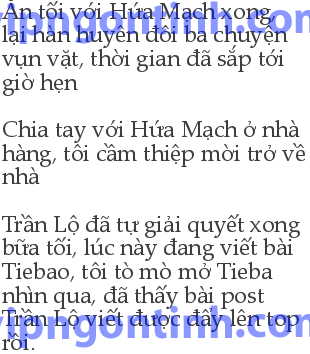 Ăn tối với Hứa Mạch xong,
lại hàn huyên đôi ba chuyện
vụn vặt, thời gian đã sắp tới
giờ hẹn
Chia tay với Hứa Mạch ở nhà
hàng, tôi cầm thiệp mời trở về
nhà
Trần Lộ đã tự giải quyết xong
bữa tối, lúc này đang viết bài
Tiebao, tôi tò mò mở Tieba
nhìn qua, đã thấy bài post
Trần Lộ viết được đẩy lên top
rồi.
vipngontinh.com